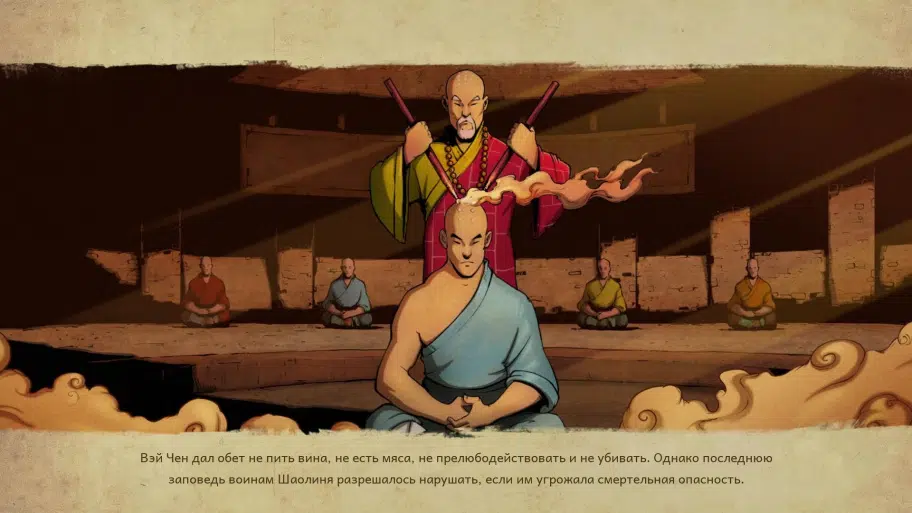 Вэй Чен дал обет не пить вина, не есть мяса, не прелюбодействовать и не убивать. Однако последнюю
заповедь воинам Шаолиня разрешалось нарушать, если им угрожала смертельная опасность.